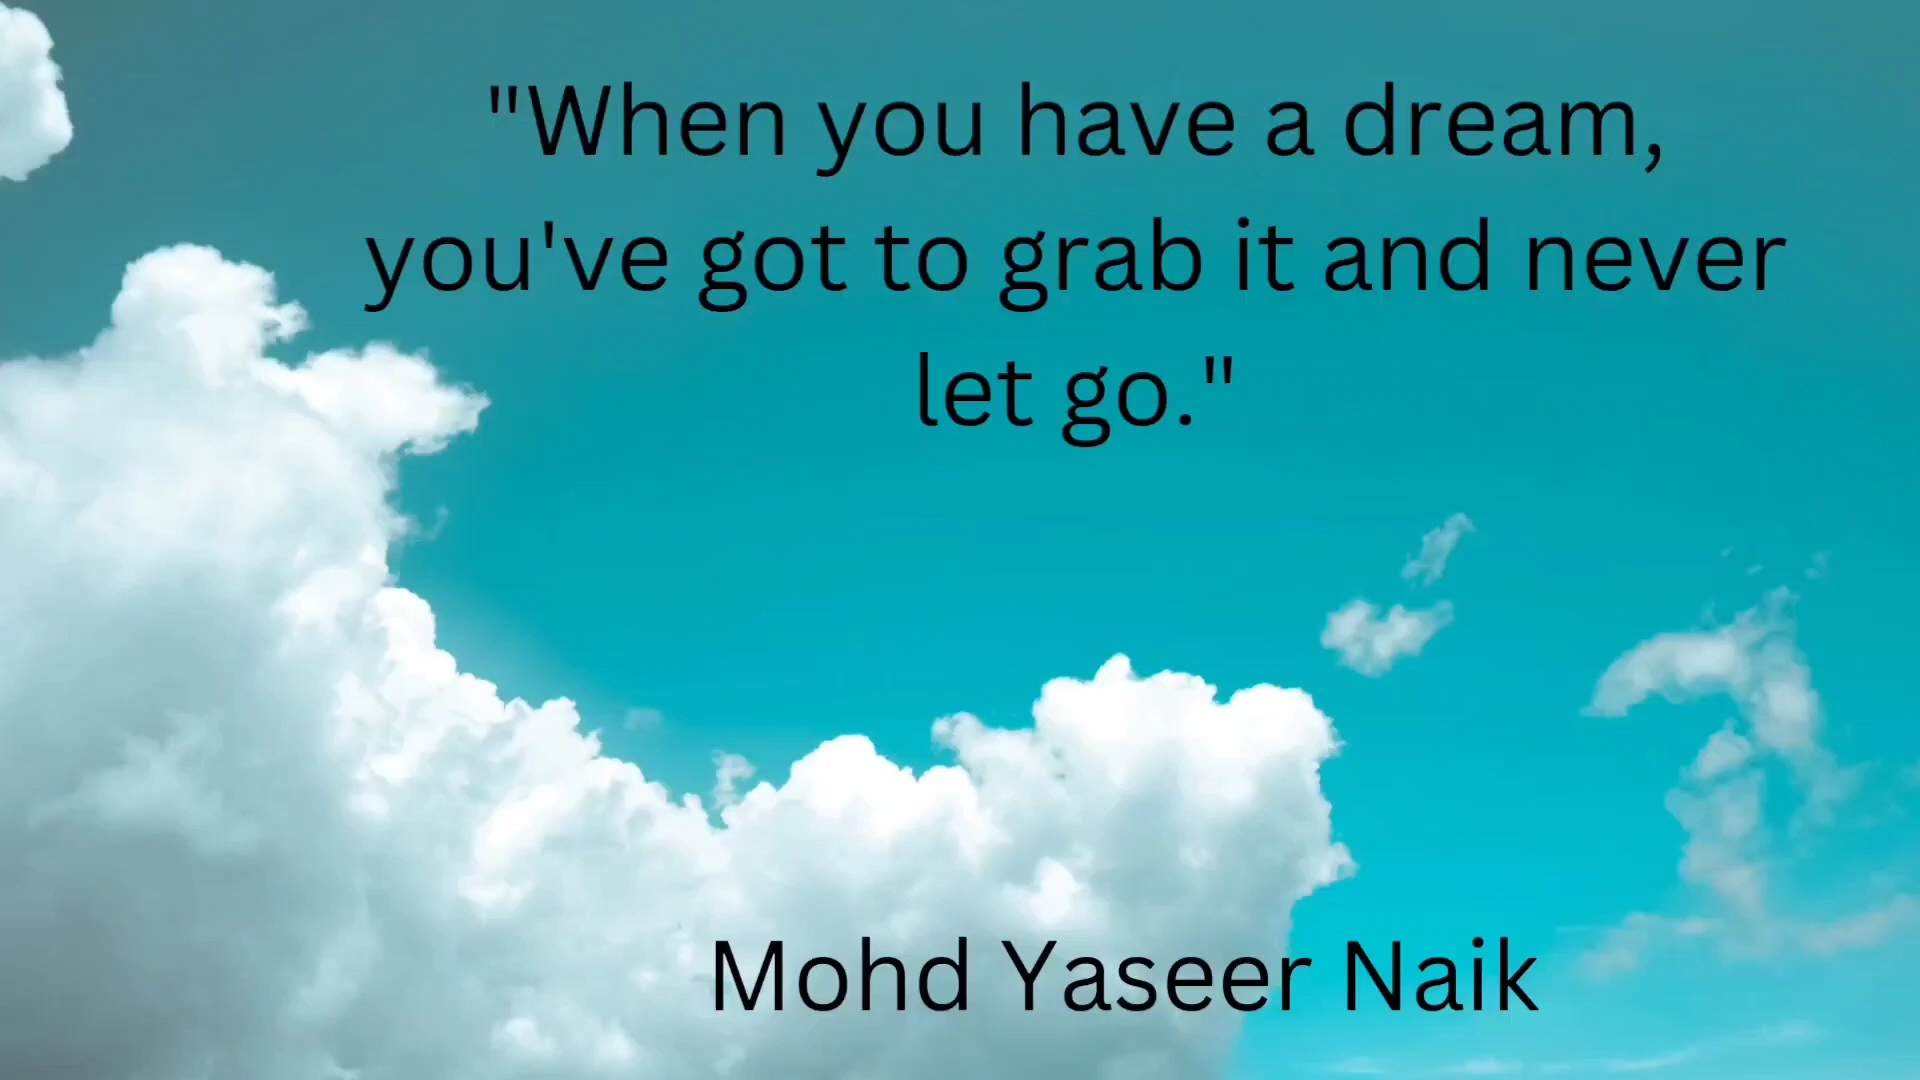 "When you have a dream,
you've got to grab it and never
let go."
Mohd Yaseer Naik